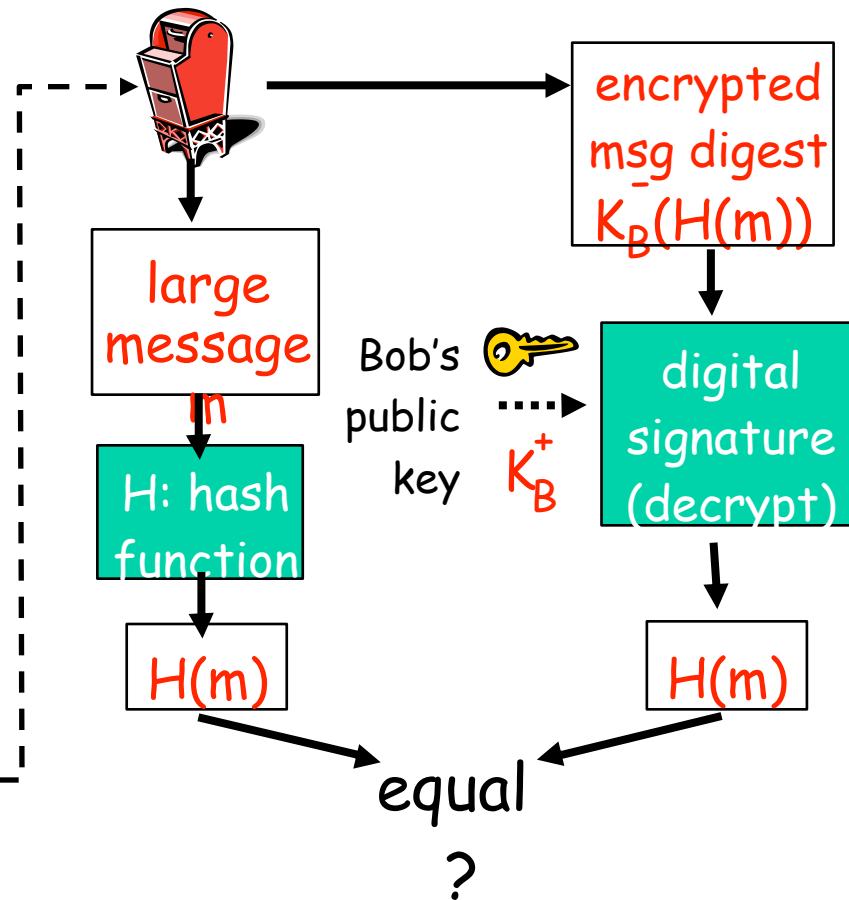 large
message
m
H: hash
function
H(m)
encrypted
msg digest
K_B^-(H(m))
Bob's
public
key
K_B^+
digital
signature
(decrypt)
H(m)
equal
?